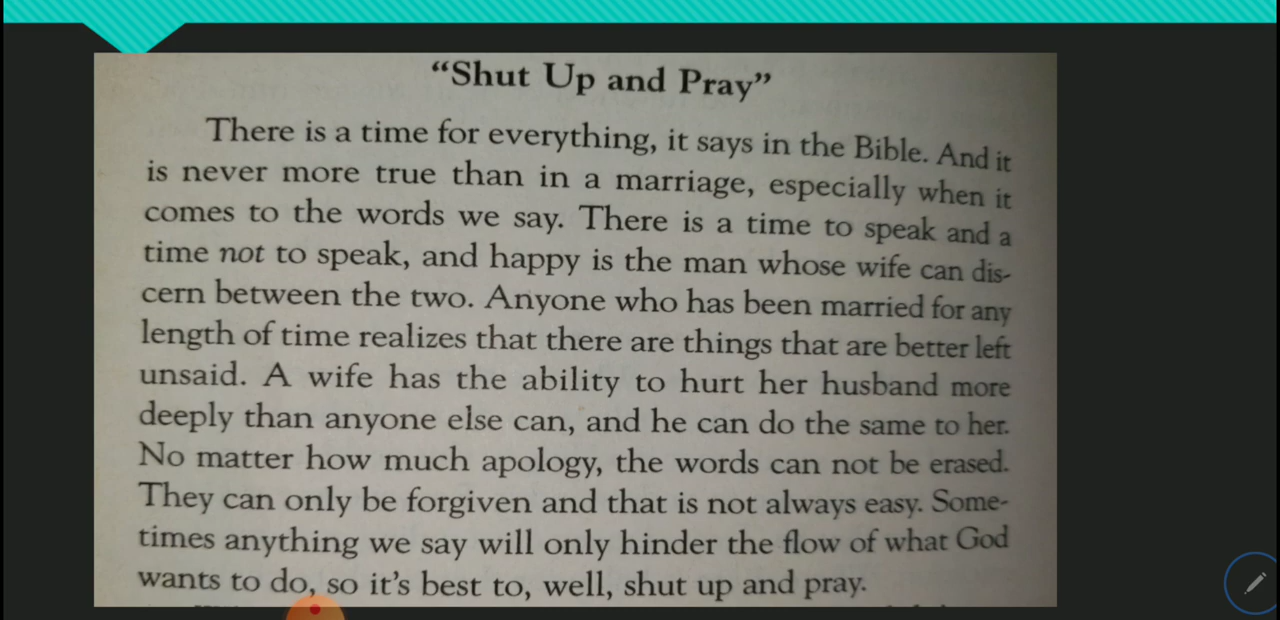 “Shut Up and Pray”
There is a time for everything, it says in the Bible. And it
is never more true than in a marriage, especially when it
comes to the words we say. There is a time to speak and a
time not to speak, and happy is the man whose wife can dis-
cern between the two. Anyone who has been married for any
length of time realizes that there are things that are better left
unsaid. A wife has the ability to hurt her husband more
deeply than anyone else can, and he can do the same to her.
No matter how much apology, the words can not be erased.
They can only be forgiven and that is not always easy. Some-
times anything we say will only hinder the flow of what God
wants to do, so it’s best to, well, shut up and pray.